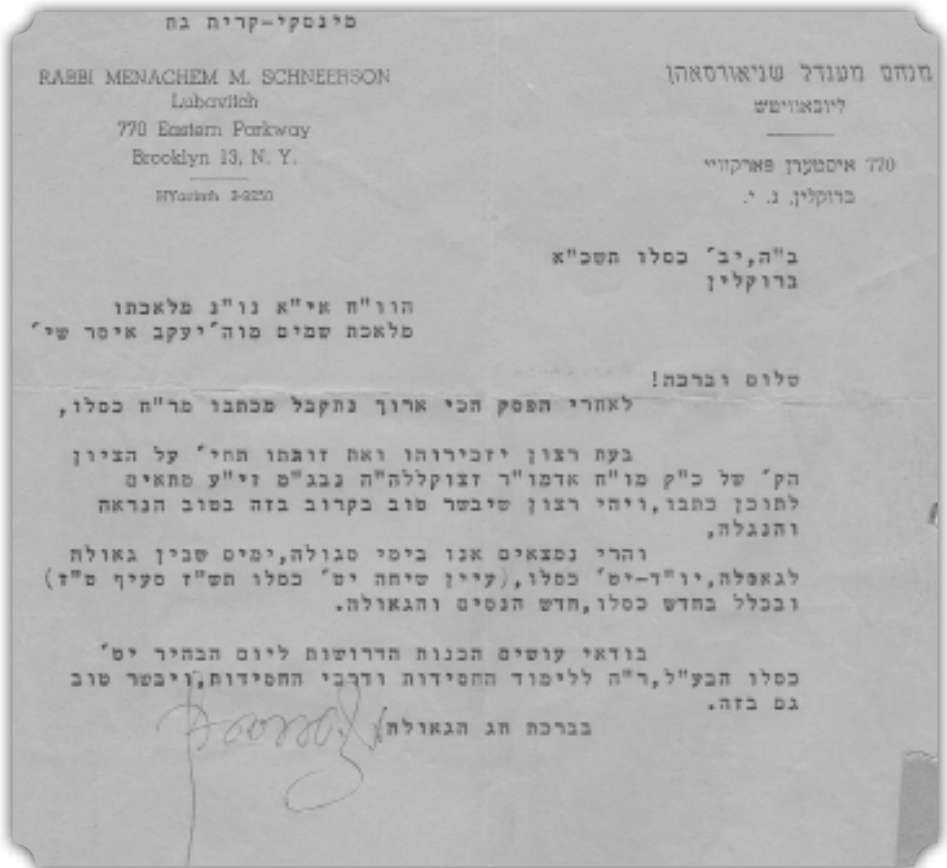 מינסקי-קרית גת
RABBI MENACHEM M. SCHNEERSON
Lubavitch
770 Eastern Parkway
Brooklyn 13, N. Y.
HYacinth 3-9250
מנחם מענדל שניאורסאהן
ליובאוויטש
770 איסטערן פארקוויי
ברוקלין, נ. י.
ב"ה,יב' כסלו תשכ"א
ברוקלין
הוו"ח אי"א נו"נ מלאכתו
מלאכת שמים מוה'יעקב איסר שי'
שלום וברכה!
לאחרי הפסק הכי ארוך נתקבל מכתבו מר"ח כסלו,
בעת רצון יזכירוהו ואת זוגתו תחי' על הציון
הק' של כ"ק מו"ח אדמו"ר זצוקללה"ה נבג"מ זי"ע מתאים
לתוכן כתבו,ויהי רצון שיבשר טוב בקרוב בזה בטוב הנראה
והנגלה,
והרי נמצאים אנו בימי סגולה,ימים שבין גאולה
לגאולה,יו"ד-יט' כסלו,(עיין שיחה יט' כסלו תש"ז סעיף ט"ז)
ובכלל בחדש כסלו,חדש הנסים והגאולה.
בודאי עושים הכנות הדרושות ליום הבהיר יט'
כסלו הבע"ל,ר"ה ללימוד החסידות ודרכי החסידות,ויבשר טוב
גם בזה.
בברכת חג הגאולה